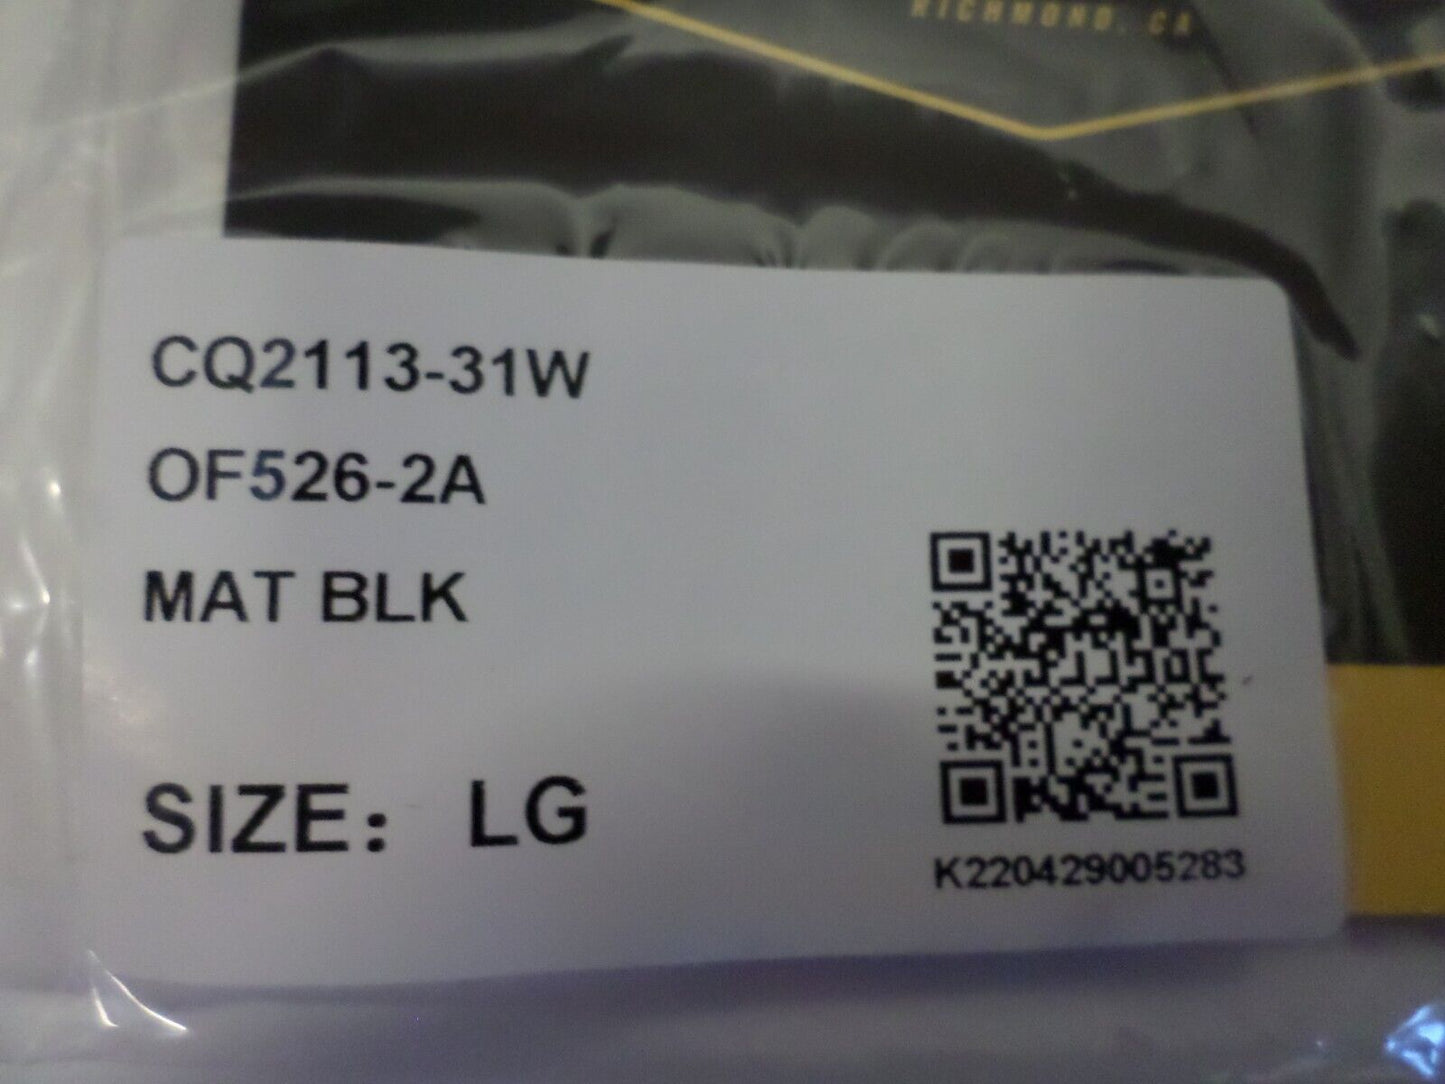 RICHMOND, CA
CQ2113-31W
OF526-2A
MAT BLK
SIZE: LG
K220429005283